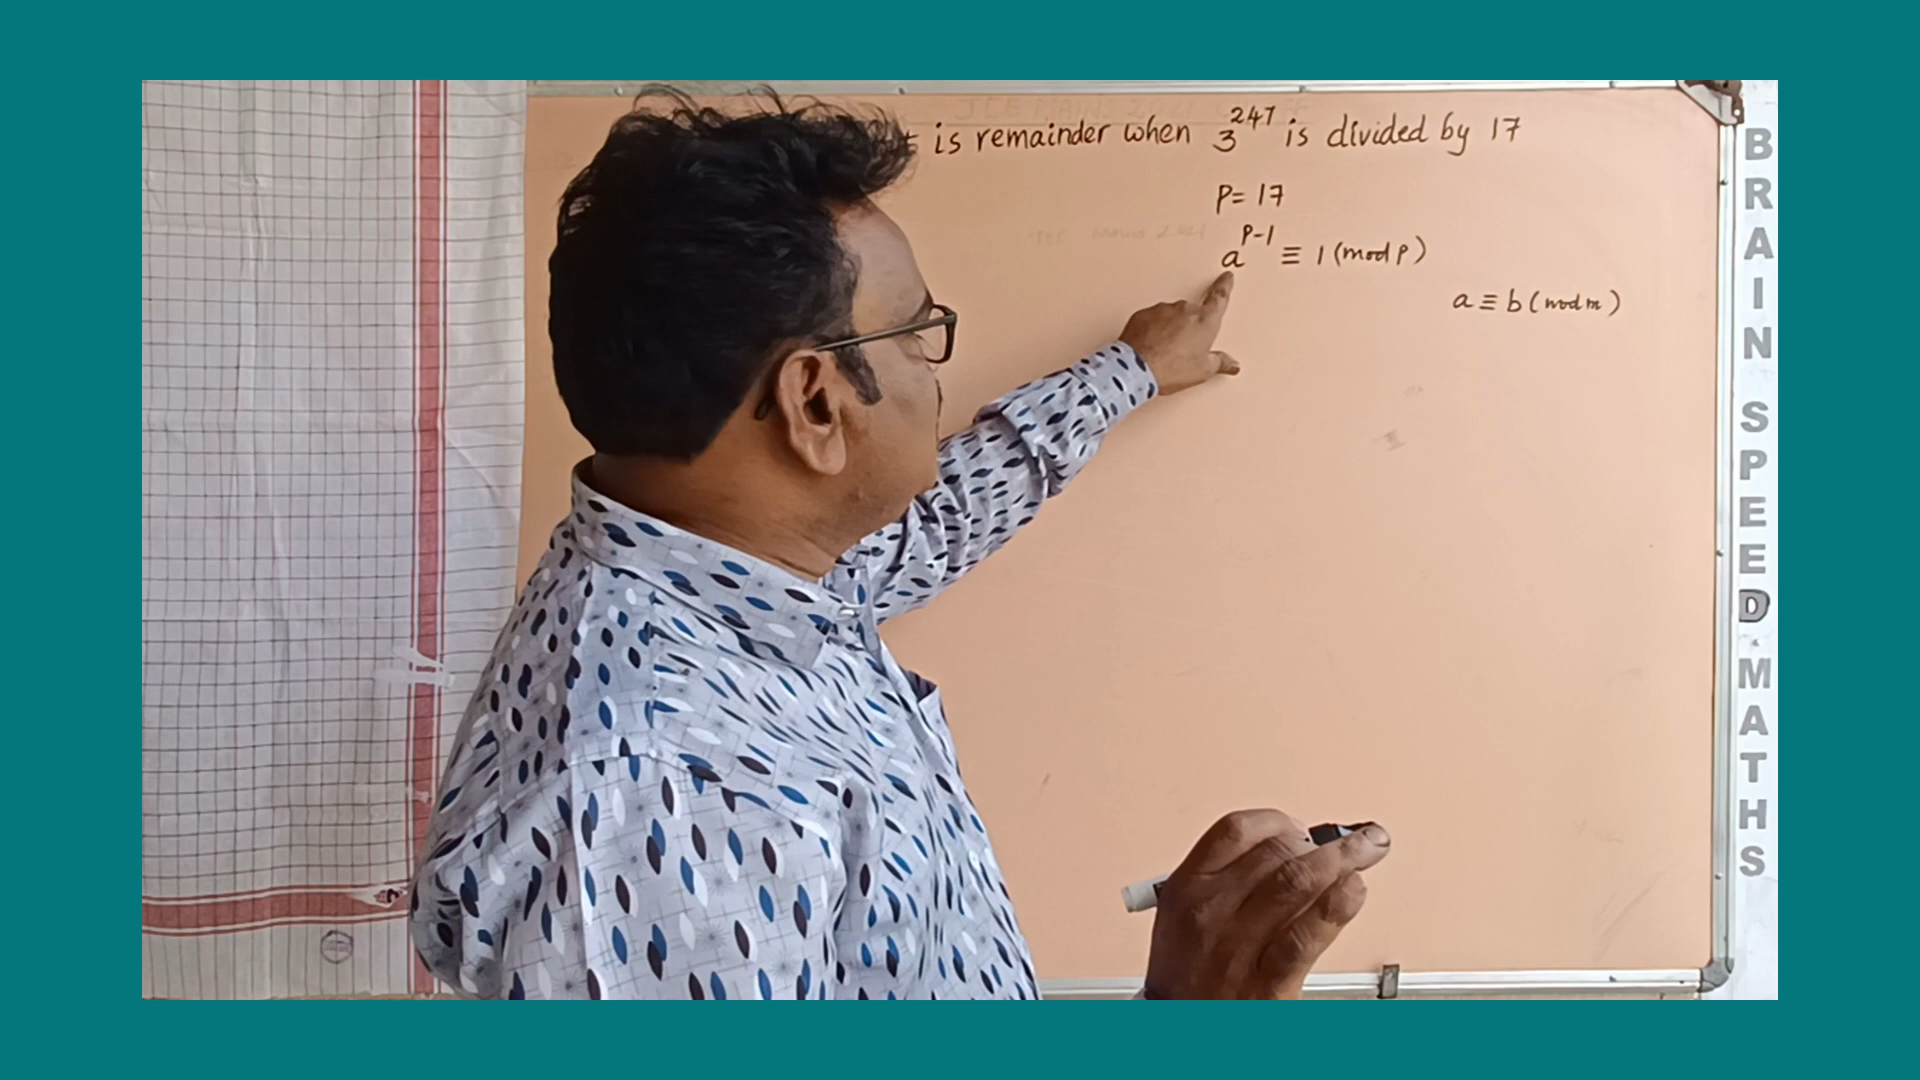 is remainder when 3^247 is divided by 17
P = 17
a^P-1 ≡ 1 (mod P)
a ≡ b (mod m)
BRAIN SPEED MATHS